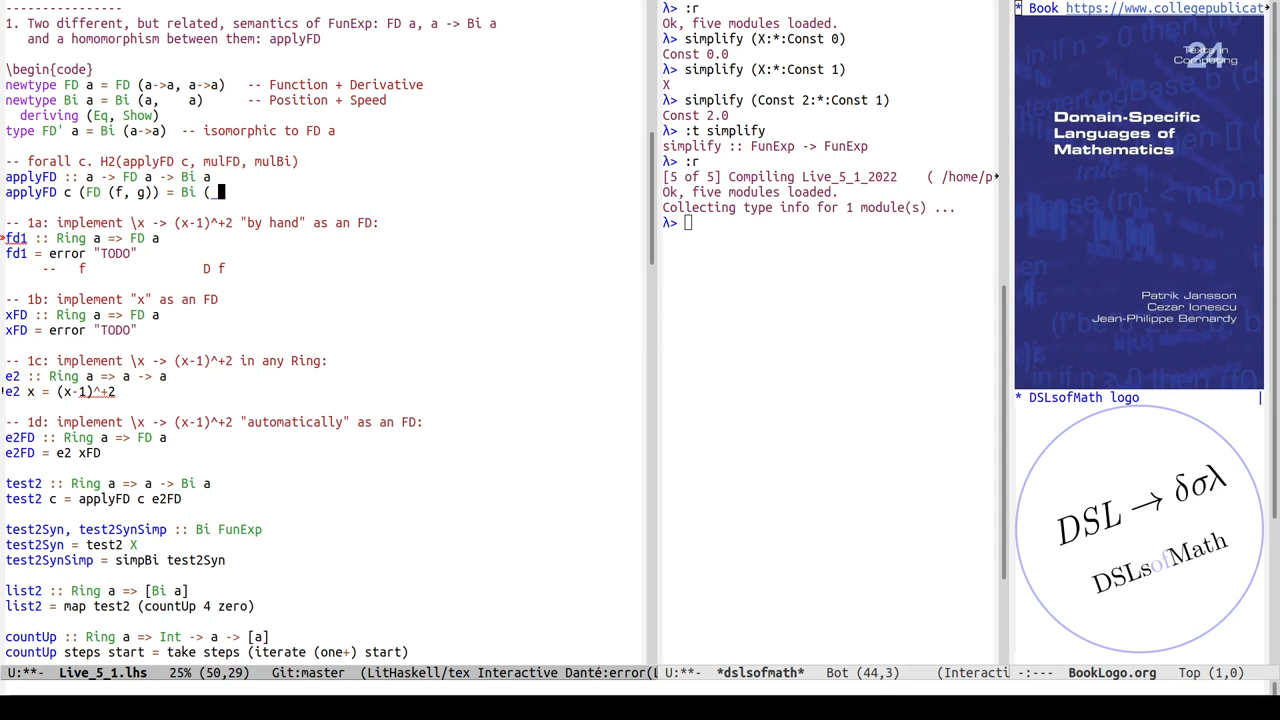 ---------------
1. Two different, but related, semantics of FunExp: FD a, a -> Bi a
   and a homomorphism between them: applyFD

\begin{code}
newtype FD a = FD (a->a, a->a)   -- Function + Derivative
newtype Bi a = Bi (a,    a)   -- Position + Speed
  deriving (Eq, Show)
type FD' a = Bi (a->a)  -- isomorphic to FD a

-- forall c. H2(applyFD c, mulFD, mulBi)
applyFD :: a -> FD a -> Bi a
applyFD c (FD (f, g)) = Bi (_

-- 1a: implement \x -> (x-1)^+2 "by hand" as an FD:
fd1 :: Ring a => FD a
fd1 = error "TODO"
     --   f                D f

-- 1b: implement "x" as an FD
xFD :: Ring a => FD a
xFD = error "TODO"

-- 1c: implement \x -> (x-1)^+2 in any Ring:
e2 :: Ring a => a -> a
e2 x = (x-1)^+2

-- 1d: implement \x -> (x-1)^+2 "automatically" as an FD:
e2FD :: Ring a => FD a
e2FD = e2 xFD

test2 :: Ring a => a -> Bi a
test2 c = applyFD c e2FD

test2Syn, test2SynSimp :: Bi FunExp
test2Syn = test2 X
test2SynSimp = simpBi test2Syn

list2 :: Ring a => [Bi a]
list2 = map test2 (countUp 4 zero)

countUp :: Ring a => Int -> a -> [a]
countUp steps start = take steps (iterate (one+) start)
U:**-  Live_5_1.lhs   25% (50,29)   Git:master  (LitHaskell/tex Interactive Danté:error(L
λ> :r
Ok, five modules loaded.
λ> simplify (X:*:Const 0)
Const 0.0
λ> simplify (X:*:Const 1)
X
λ> simplify (Const 2:*:Const 1)
Const 2.0
λ> :t simplify
simplify :: FunExp -> FunExp
λ> :r
[5 of 5] Compiling Live_5_1_2022    ( /home/p
Ok, five modules loaded.
Collecting type info for 1 module(s) ...
λ>
U:**-  *dslsofmath*   Bot (44,3)     (Interacti
* Book https://www.collegepublicat
24
Texts in
Computing
Domain-Specific
Languages of
Mathematics
Patrik Jansson
Cezar Ionescu
Jean-Philippe Bernardy
* DSLsofMath logo
DSL → δσλ
DSLsofMath
-:---  BookLogo.org   Top (1,0)